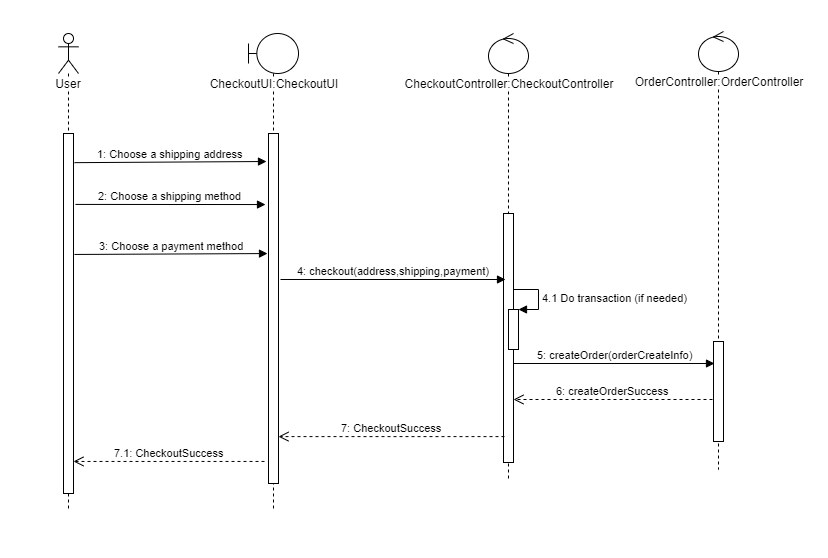 User
CheckoutUI:CheckoutUI
CheckoutController:CheckoutController
OrderController:OrderController
1: Choose a shipping address
2: Choose a shipping method
3: Choose a payment method
4: checkout(address,shipping,payment)
4.1 Do transaction (if needed)
5: createOrder(orderCreateInfo)
6: createOrderSuccess
7: CheckoutSuccess
7.1: CheckoutSuccess